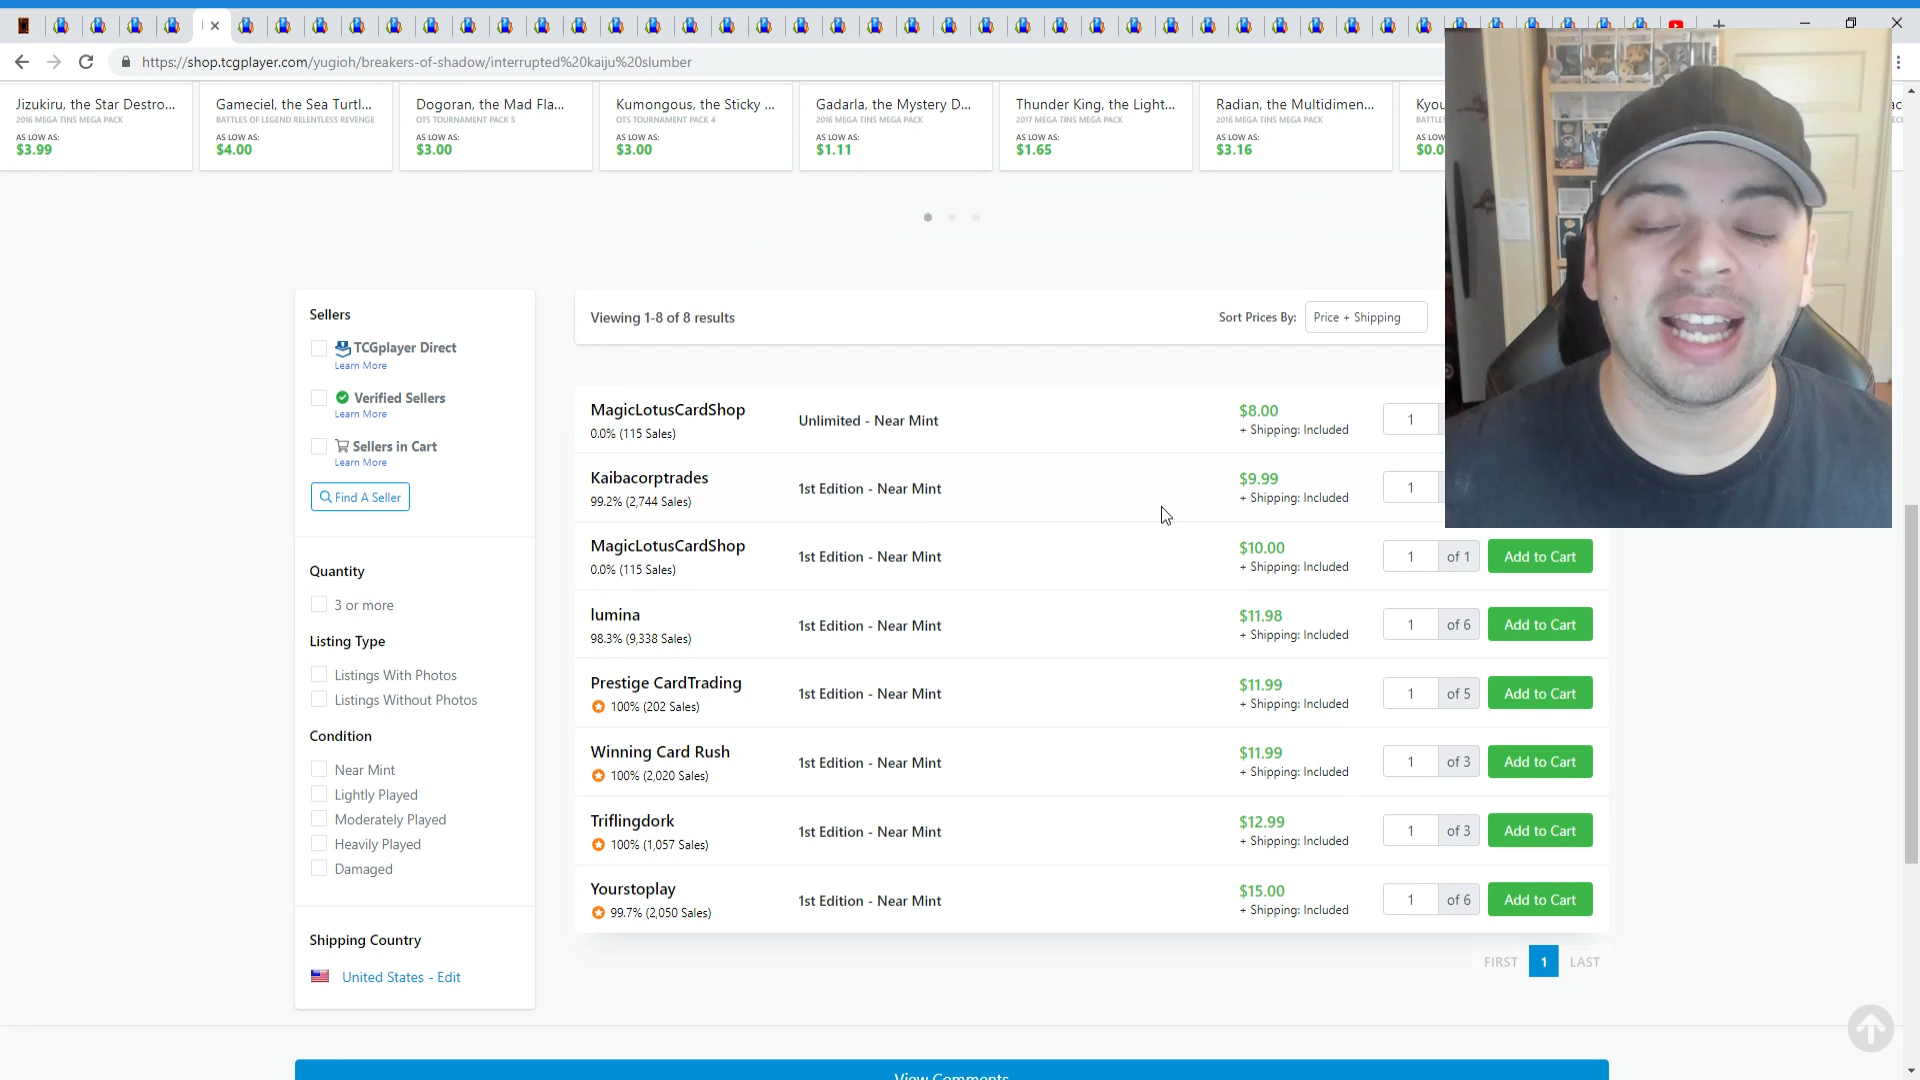 https://shop.tcgplayer.com/yugioh/breakers-of-shadow/interrupted%20kaiju%20slumber
Jizukiru, the Star Destro...
2016 MEGA TINS MEGA PACK
AS LOW AS:
$3.99
Gameciel, the Sea Turtl...
BATTLES OF LEGEND RELENTLESS REVENGE
AS LOW AS:
$4.00
Dogoran, the Mad Fla...
OTS TOURNAMENT PACK 5
AS LOW AS:
$3.00
Kumongous, the Sticky ...
OTS TOURNAMENT PACK 4
AS LOW AS:
$3.00
Gadarla, the Mystery D...
2016 MEGA TINS MEGA PACK
AS LOW AS:
$1.11
Thunder King, the Light...
2017 MEGA TINS MEGA PACK
AS LOW AS:
$1.65
Radian, the Multidimen...
2016 MEGA TINS MEGA PACK
AS LOW AS:
$3.16
Kyou
BATTLES
AS LOW
$0.0
Sellers
TCGplayer Direct
Learn More
Verified Sellers
Learn More
Sellers in Cart
Learn More
Find A Seller
Quantity
3 or more
Listing Type
Listings With Photos
Listings Without Photos
Condition
Near Mint
Lightly Played
Moderately Played
Heavily Played
Damaged
Shipping Country
United States - Edit
Viewing 1-8 of 8 results
Sort Prices By: Price + Shipping
MagicLotusCardShop
0.0% (115 Sales)
Unlimited - Near Mint
$8.00
+ Shipping: Included
1
Kaibacorptrades
99.2% (2,744 Sales)
1st Edition - Near Mint
$9.99
+ Shipping: Included
1
MagicLotusCardShop
0.0% (115 Sales)
1st Edition - Near Mint
$10.00
+ Shipping: Included
1 of 1 Add to Cart
lumina
98.3% (9,338 Sales)
1st Edition - Near Mint
$11.98
+ Shipping: Included
1 of 6 Add to Cart
Prestige CardTrading
100% (202 Sales)
1st Edition - Near Mint
$11.99
+ Shipping: Included
1 of 5 Add to Cart
Winning Card Rush
100% (2,020 Sales)
1st Edition - Near Mint
$11.99
+ Shipping: Included
1 of 3 Add to Cart
Triflingdork
100% (1,057 Sales)
1st Edition - Near Mint
$12.99
+ Shipping: Included
1 of 3 Add to Cart
Yourstoplay
99.7% (2,050 Sales)
1st Edition - Near Mint
$15.00
+ Shipping: Included
1 of 6 Add to Cart
FIRST 1 LAST
View Comments